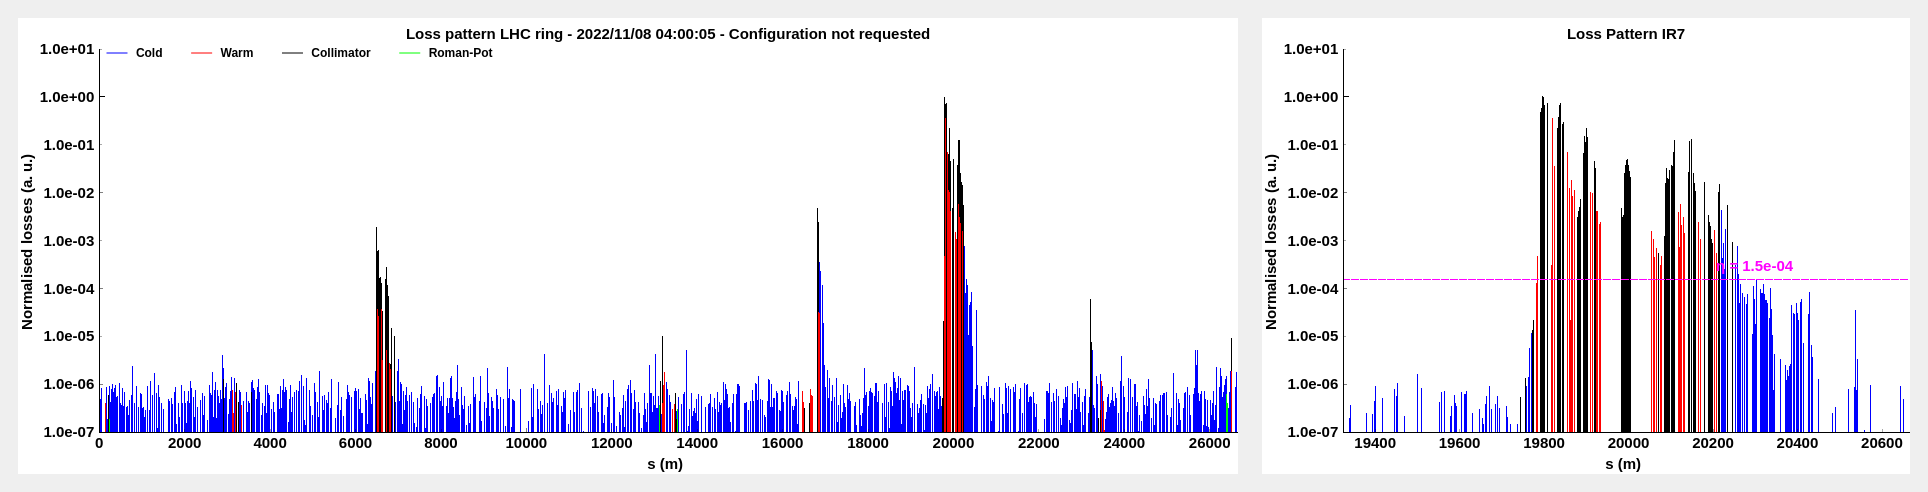 Loss pattern LHC ring - 2022/11/08 04:00:05 - Configuration not requested
Cold Warm Collimator Roman-Pot
Normalised losses (a. u.)
1.0e+01
1.0e+00
1.0e-01
1.0e-02
1.0e-03
1.0e-04
1.0e-05
1.0e-06
1.0e-07
0 2000 4000 6000 8000 10000 12000 14000 16000 18000 20000 22000 24000 26000
s (m)
Loss Pattern IR7
Normalised losses (a. u.)
1.0e+01
1.0e+00
1.0e-01
1.0e-02
1.0e-03
1.0e-04
1.0e-05
1.0e-06
1.0e-07
= 1.5e-04
19400 19600 19800 20000 20200 20400 20600
s (m)